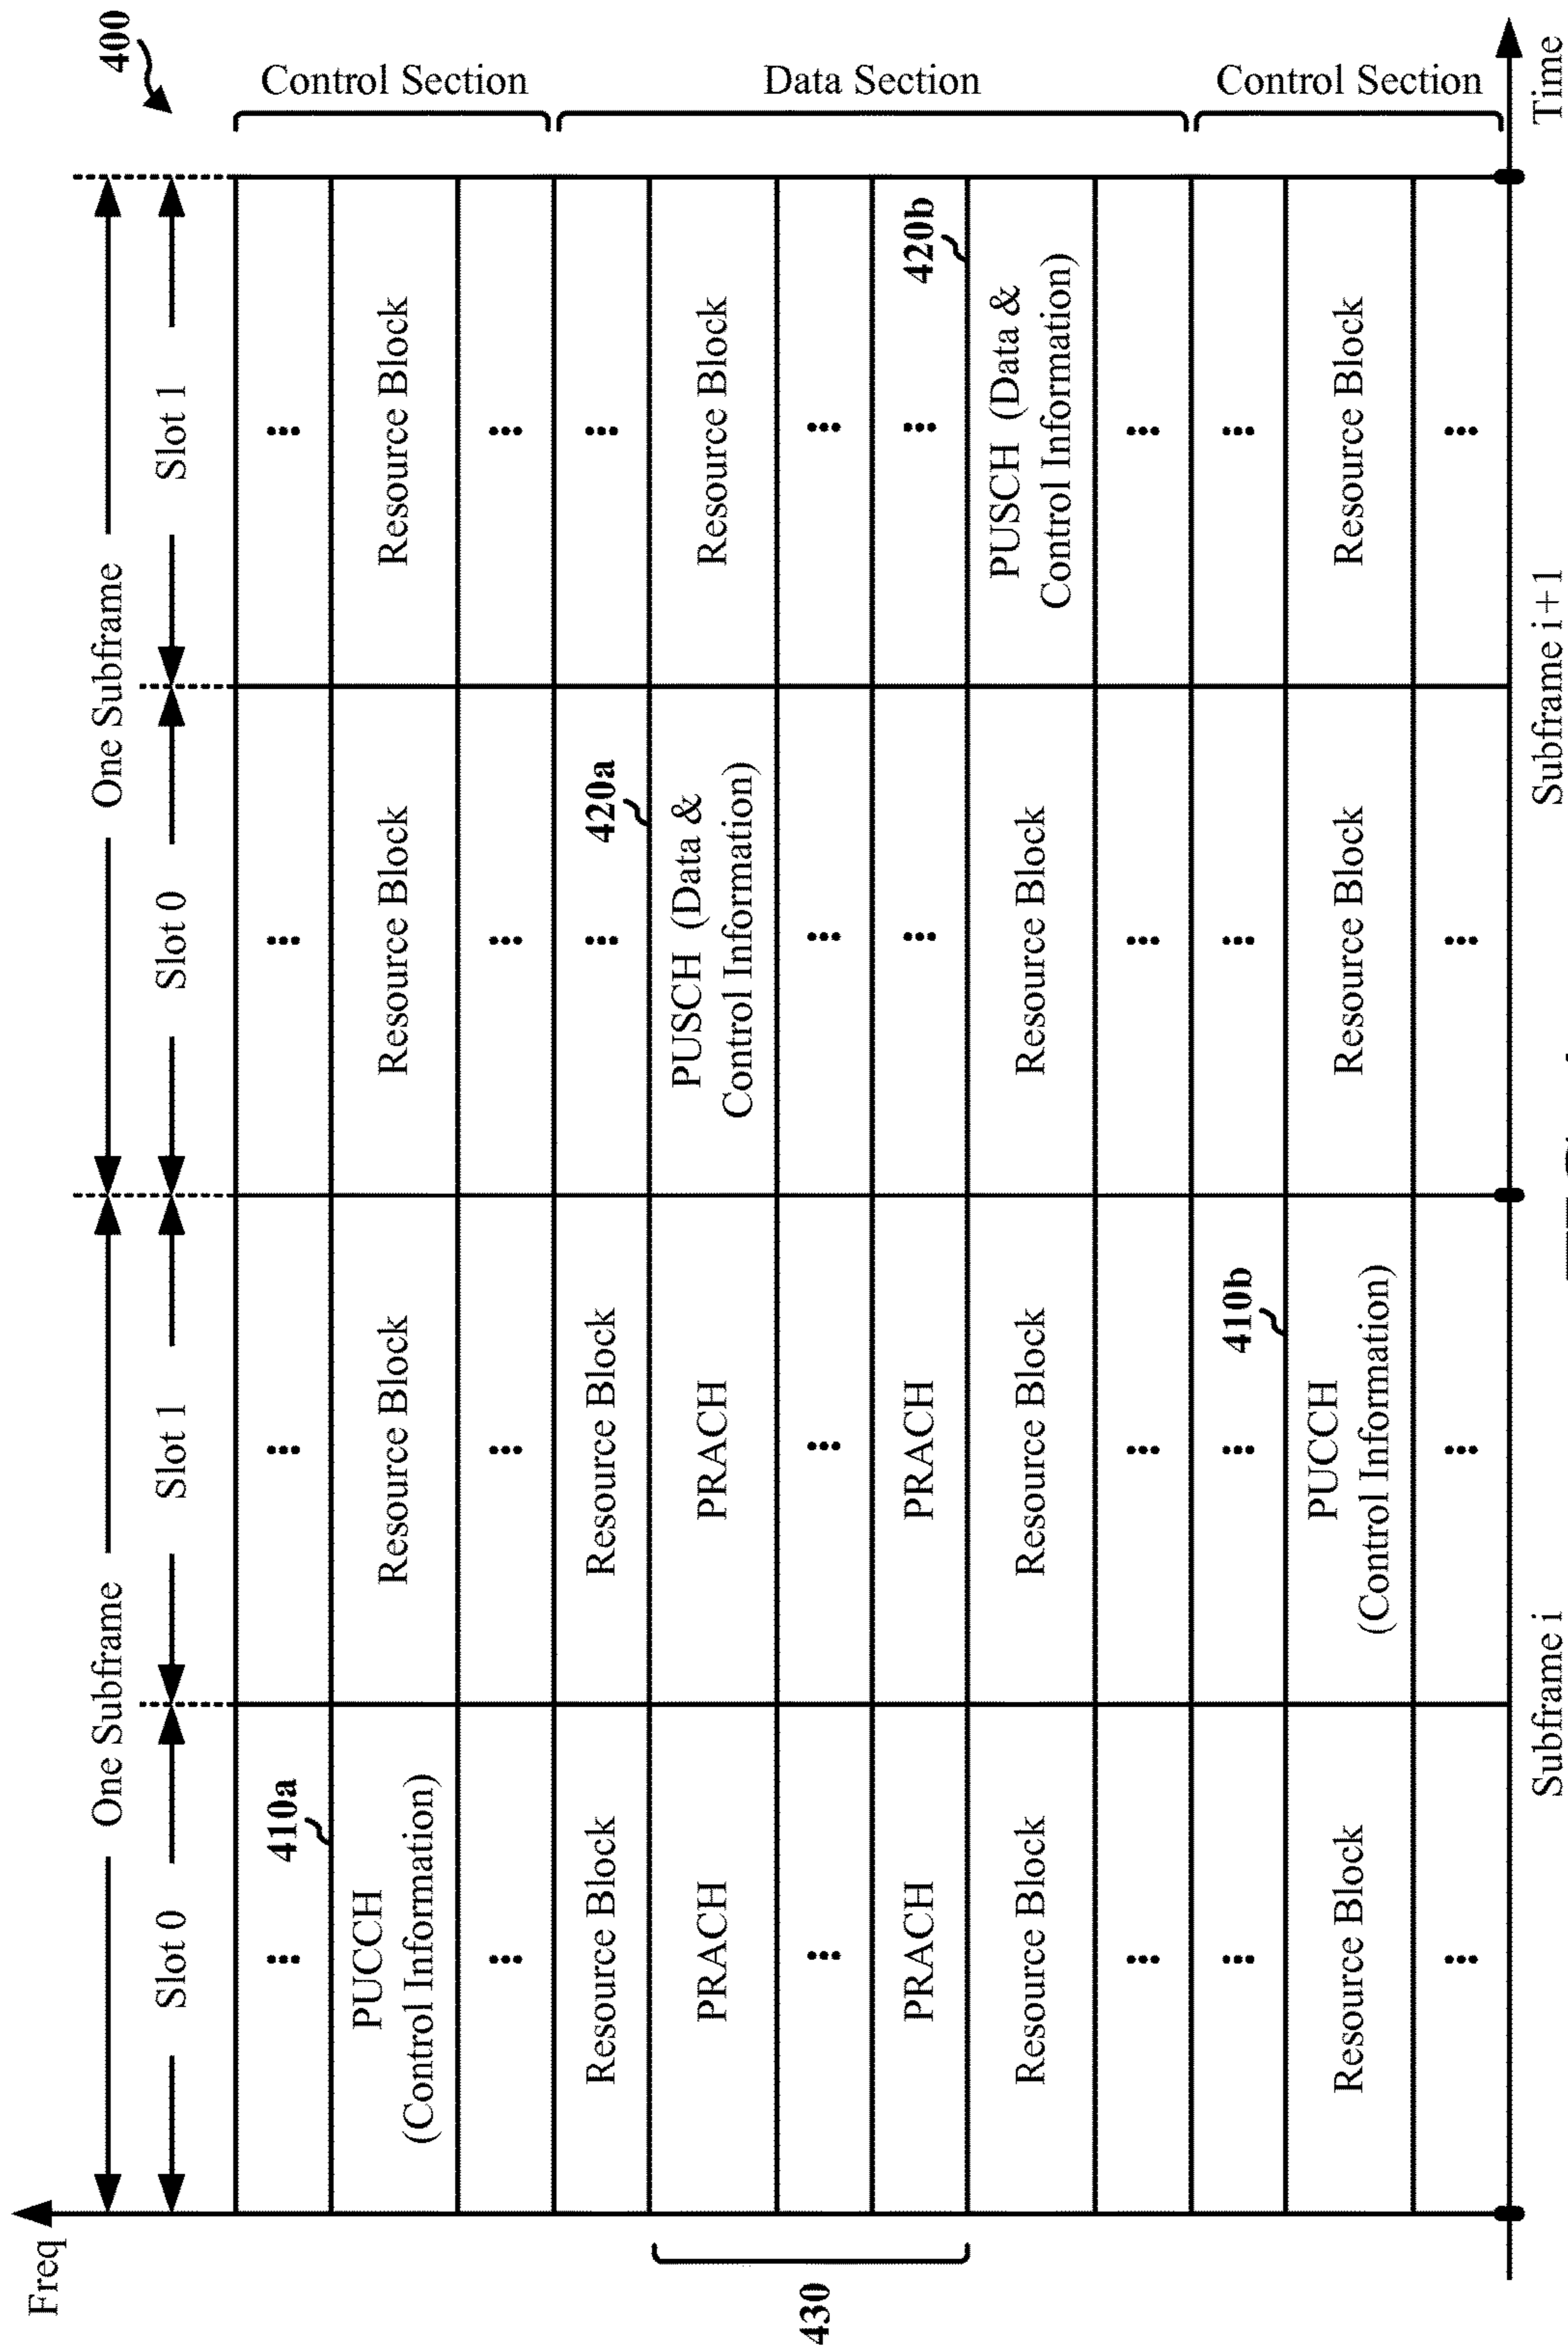 400
Freq
One Subframe
One Subframe
Slot 0
Slot 1
Slot 0
Slot 1
Control Section
Data Section
Control Section
... 410a ... ... ...
PUCCH
(Control Information)
Resource Block
Resource Block
Resource Block
... ... ... ...
Resource Block
Resource Block
... 420a
...
430
PRACH
PRACH
PUSCH (Data &
Control Information)
Resource Block
... ... ... ...
PRACH
PRACH
...
... 420b
Resource Block
Resource Block
Resource Block
PUSCH (Data &
Control Information)
... ... ... ...
... ... 410b ... ...
Resource Block
PUCCH
(Control Information)
Resource Block
Resource Block
... ... ... ...
Subframe i
Subframe i+1
Time